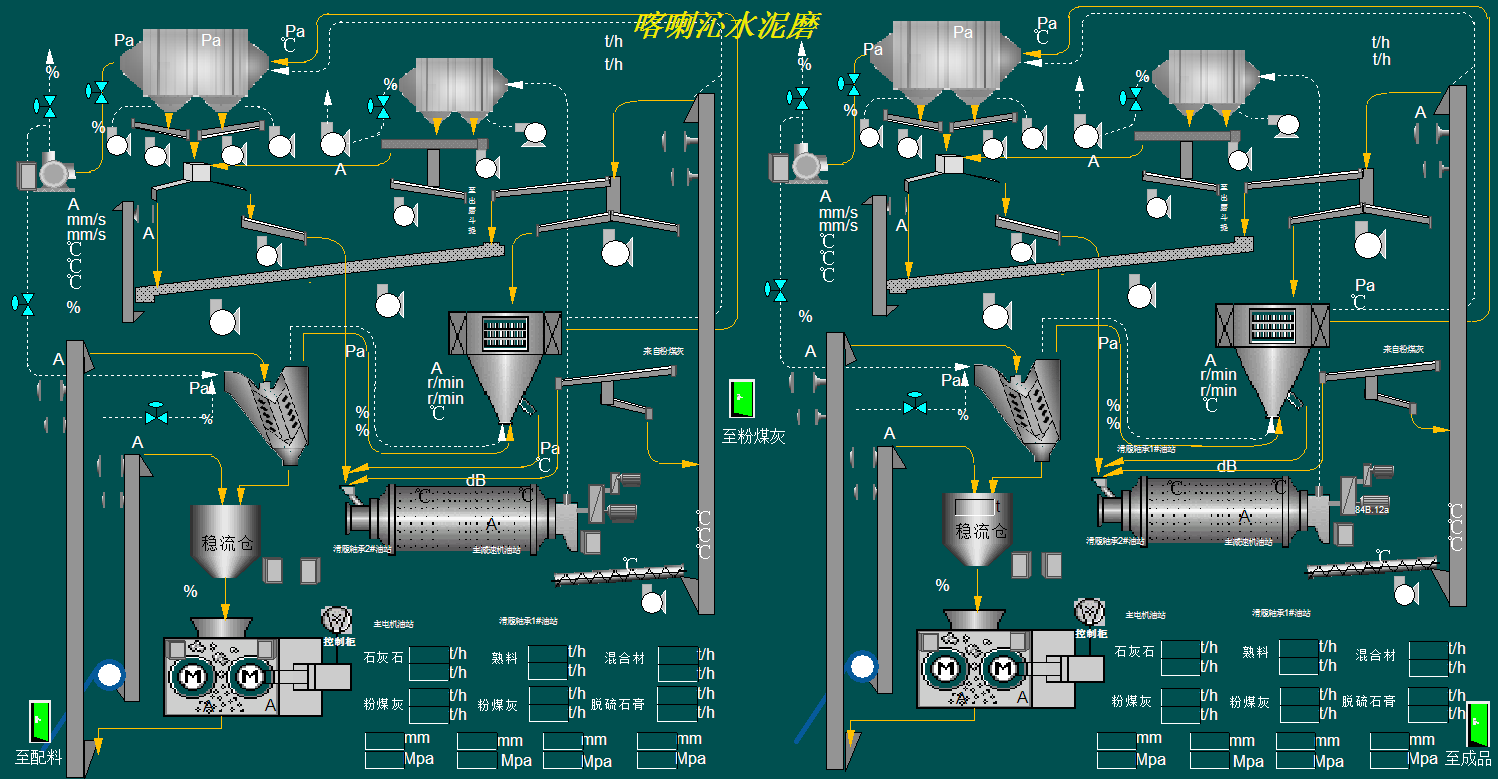 喀喇沁水泥磨
Pa
Pa
Pa
℃
t/h
t/h
%
%
%
A
A
mm/s
mm/s
℃
℃
℃
%
A
至出磨斗提
A
Pa
Pa
%
A
A
r/min
r/min
℃
%
%
Pa
℃
dB
来自粉煤灰
至粉煤灰
℃
℃
A
稳流仓
滑履轴承2#油站
主减速机油站
℃
℃
℃
℃
%
控制柜
主电机油站
滑履轴承1#油站
M
M
A
A
石灰石
t/h
t/h
熟料
t/h
t/h
混合材
t/h
t/h
粉煤灰
t/h
t/h
粉煤灰
t/h
t/h
脱硫石膏
t/h
t/h
mm
Mpa
mm
Mpa
mm
Mpa
mm
Mpa
至配料
Pa
Pa
Pa
℃
t/h
t/h
%
%
%
A
A
A
mm/s
mm/s
℃
℃
℃
%
A
至出磨斗提
Pa
℃
A
Pa
Pa
%
A
A
r/min
r/min
℃
%
%
来自粉煤灰
滑履轴承1#油站
dB
℃
℃
A
84B.12a
t
稳流仓
滑履轴承2#油站
主减速机油站
℃
℃
℃
℃
%
控制柜
主电机油站
滑履轴承1#油站
M
M
A
A
石灰石
t/h
t/h
熟料
t/h
t/h
混合材
t/h
t/h
粉煤灰
t/h
t/h
粉煤灰
t/h
t/h
脱硫石膏
t/h
t/h
mm
Mpa
mm
Mpa
mm
Mpa
mm
Mpa
至成品